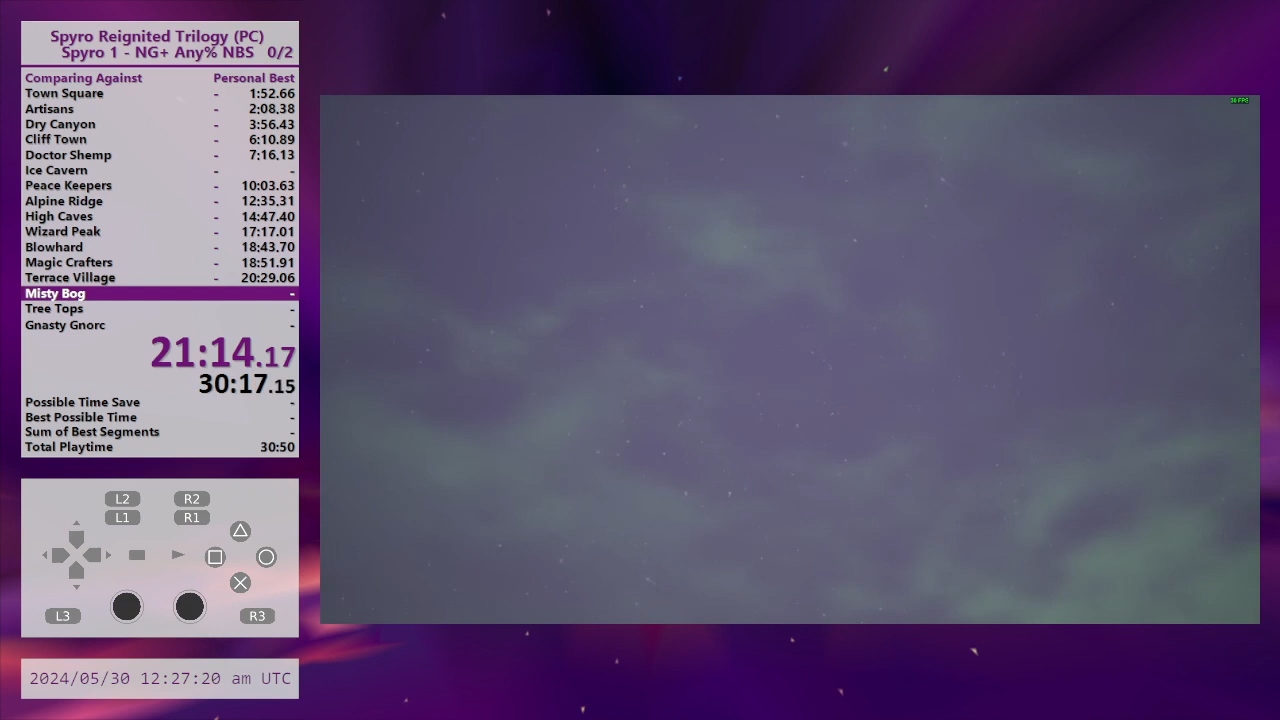 Spyro Reignited Trilogy (PC)
Spyro 1 - NG+ Any% NBS 0/2
Comparing Against Personal Best
Town Square - 1:52.66
Artisans - 2:08.38
Dry Canyon - 3:56.43
Cliff Town - 6:10.89
Doctor Shemp - 7:16.13
Ice Cavern - -
Peace Keepers - 10:03.63
Alpine Ridge - 12:35.31
High Caves - 14:47.40
Wizard Peak - 17:17.01
Blowhard - 18:43.70
Magic Crafters - 18:51.91
Terrace Village - 20:29.06
Misty Bog -
Tree Tops -
Gnasty Gnorc -
21:14.17
30:17.15
Possible Time Save -
Best Possible Time -
Sum of Best Segments -
Total Playtime 30:50
L2 R2
L1 R1
L3 R3
2024/05/30 12:27:20 am UTC
30 FPS